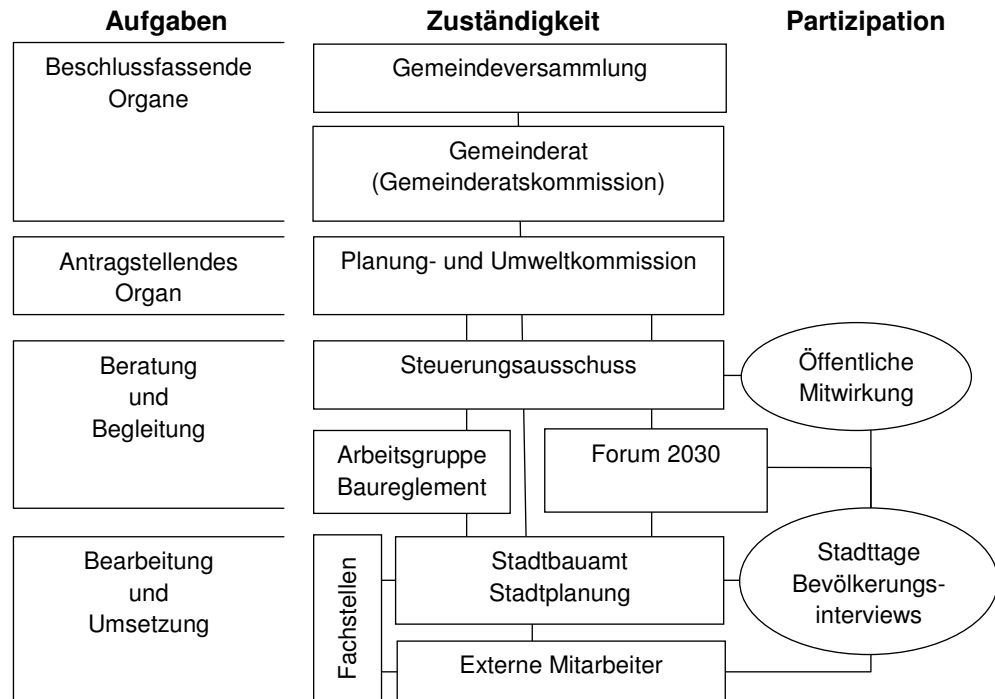 Aufgaben
Zuständigkeit
Partizipation
Beschlussfassende
Organe
Gemeindeversammlung
Gemeinderat
(Gemeinderatskommission)
Antragstellendes
Organ
Planung- und Umweltkommission
Beratung
und
Begleitung
Steuerungsausschuss
Öffentliche
Mitwirkung
Arbeitsgruppe
Baureglement
Forum 2030
Bearbeitung
und
Umsetzung
Fachstellen
Stadtbauamt
Stadtplanung
Stadttage
Bevölkerungs-
interviews
Externe Mitarbeiter